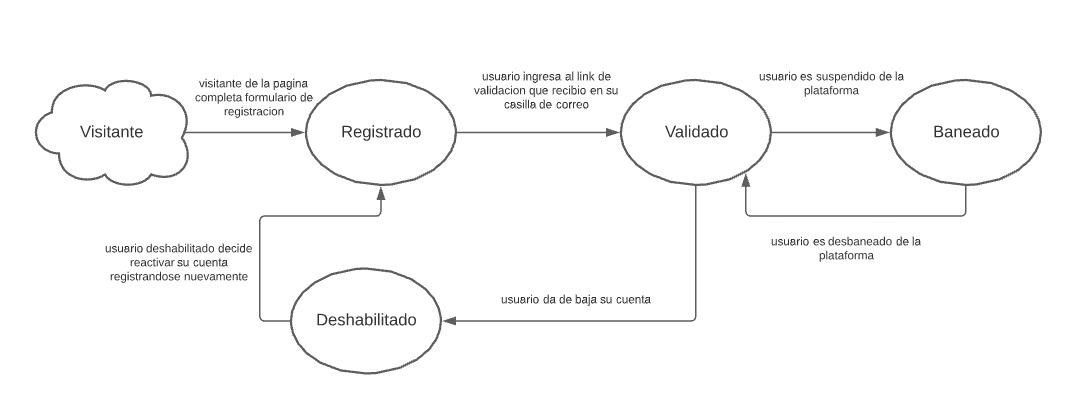 visitante de la pagina
completa formulario de
registracion
usuario ingresa al link de
validacion que recibio en su
casilla de correo
usuario es suspendido de la
plataforma
Visitante
Registrado
Validado
Baneado
usuario deshabilitado decide
reactivar su cuenta
registrandose nuevamente
usuario es desbaneado de la
plataforma
usuario da de baja su cuenta
Deshabilitado